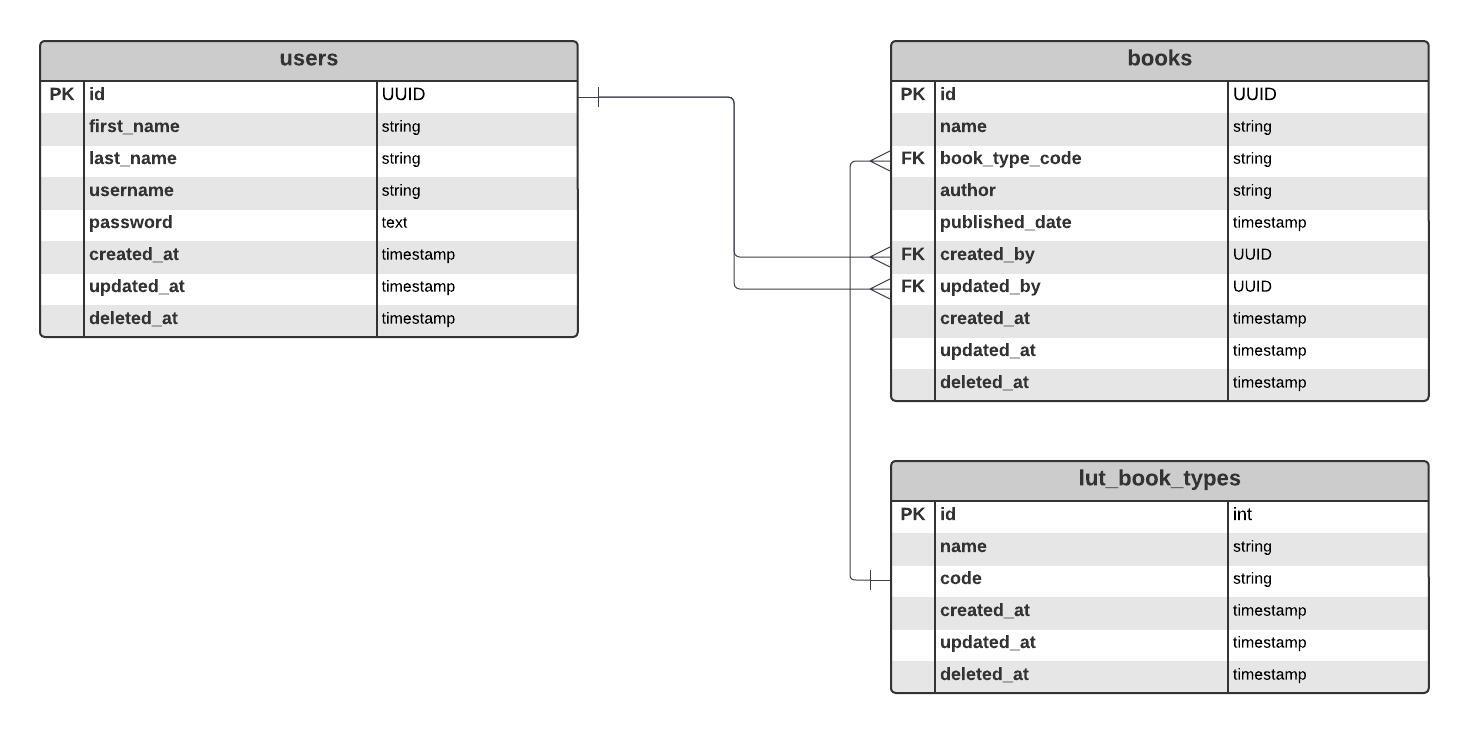 users
PK id UUID
first_name string
last_name string
username string
password text
created_at timestamp
updated_at timestamp
deleted_at timestamp
books
PK id UUID
name string
FK book_type_code string
author string
published_date timestamp
FK created_by UUID
FK updated_by UUID
created_at timestamp
updated_at timestamp
deleted_at timestamp
lut_book_types
PK id int
name string
code string
created_at timestamp
updated_at timestamp
deleted_at timestamp